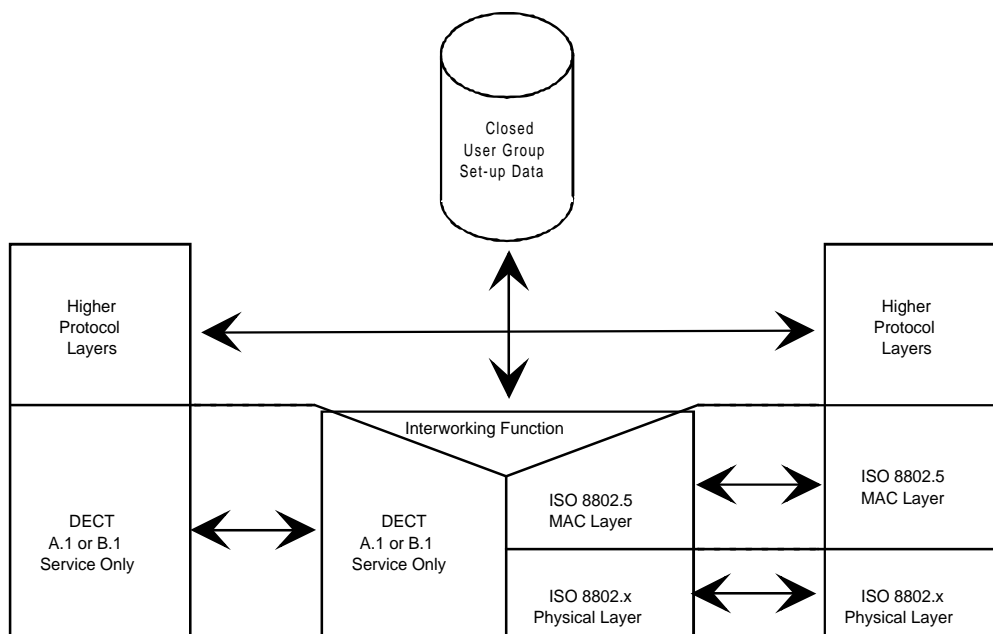 Closed
User Group
Set-up Data
Higher
Protocol
Layers
Higher
Protocol
Layers
Interworking Function
DECT
A.1 or B.1
Service Only
DECT
A.1 or B.1
Service Only
ISO 8802.5
MAC Layer
ISO 8802.5
MAC Layer
ISO 8802.x
Physical Layer
ISO 8802.x
Physical Layer